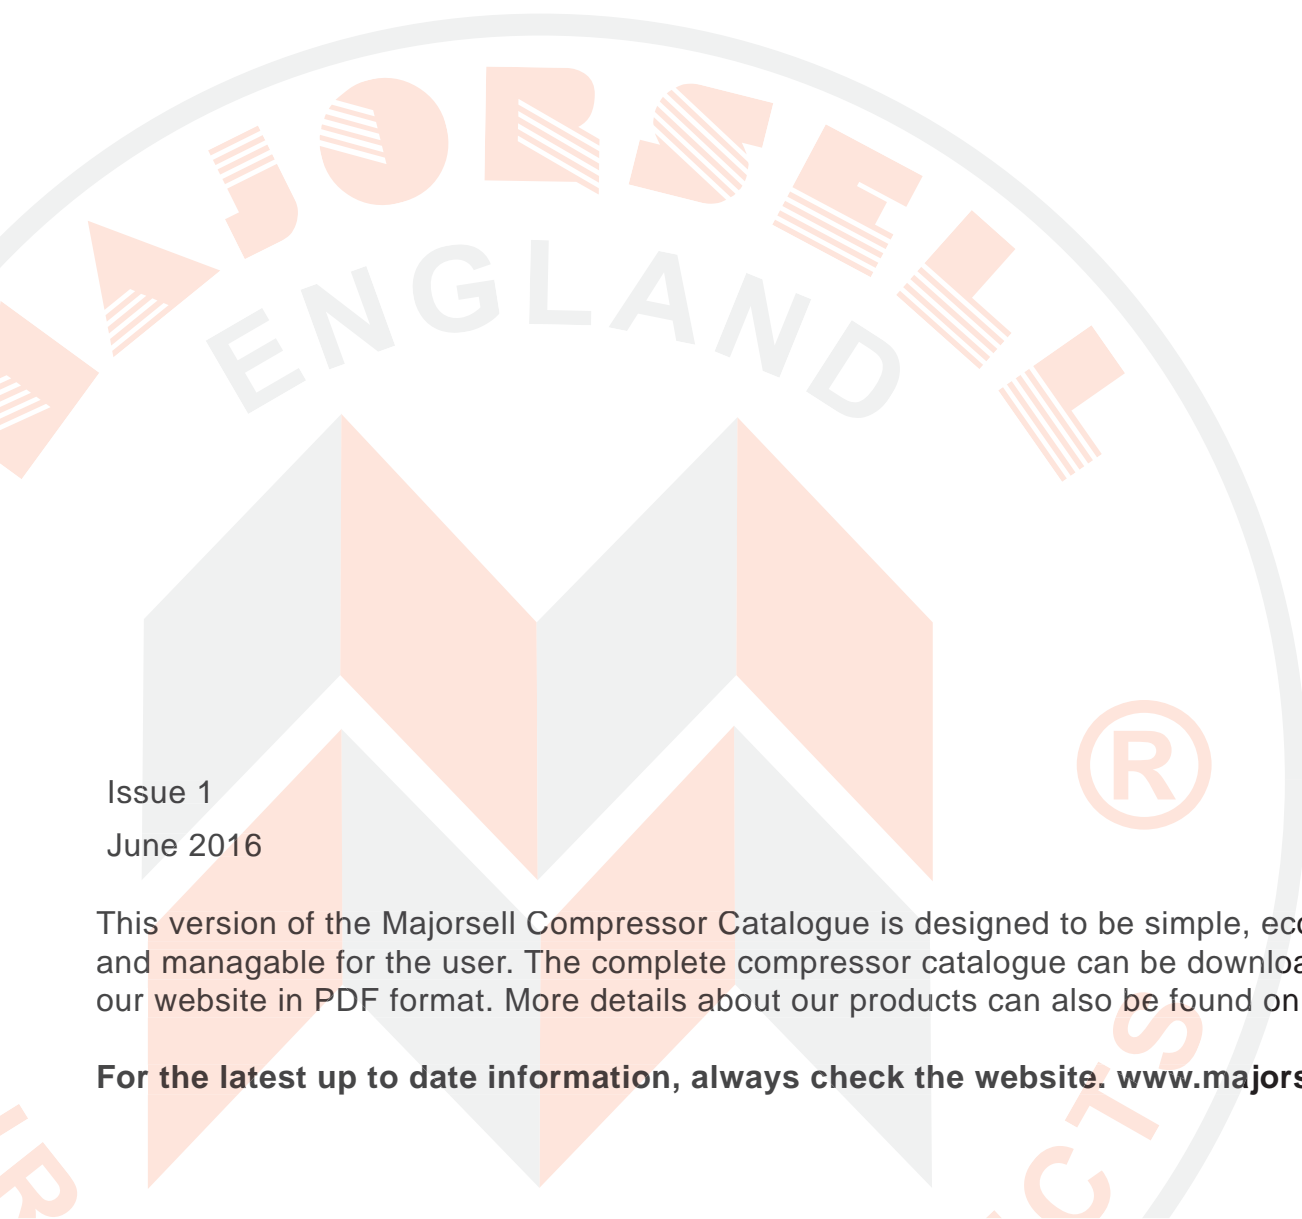 MAJORSELL
ENGLAND
®
Issue 1
June 2016
This version of the Majorsell Compressor Catalogue is designed to be simple, eco
and managable for the user. The complete compressor catalogue can be downloa
our website in PDF format. More details about our products can also be found on
For the latest up to date information, always check the website. www.majors
IR
CTS